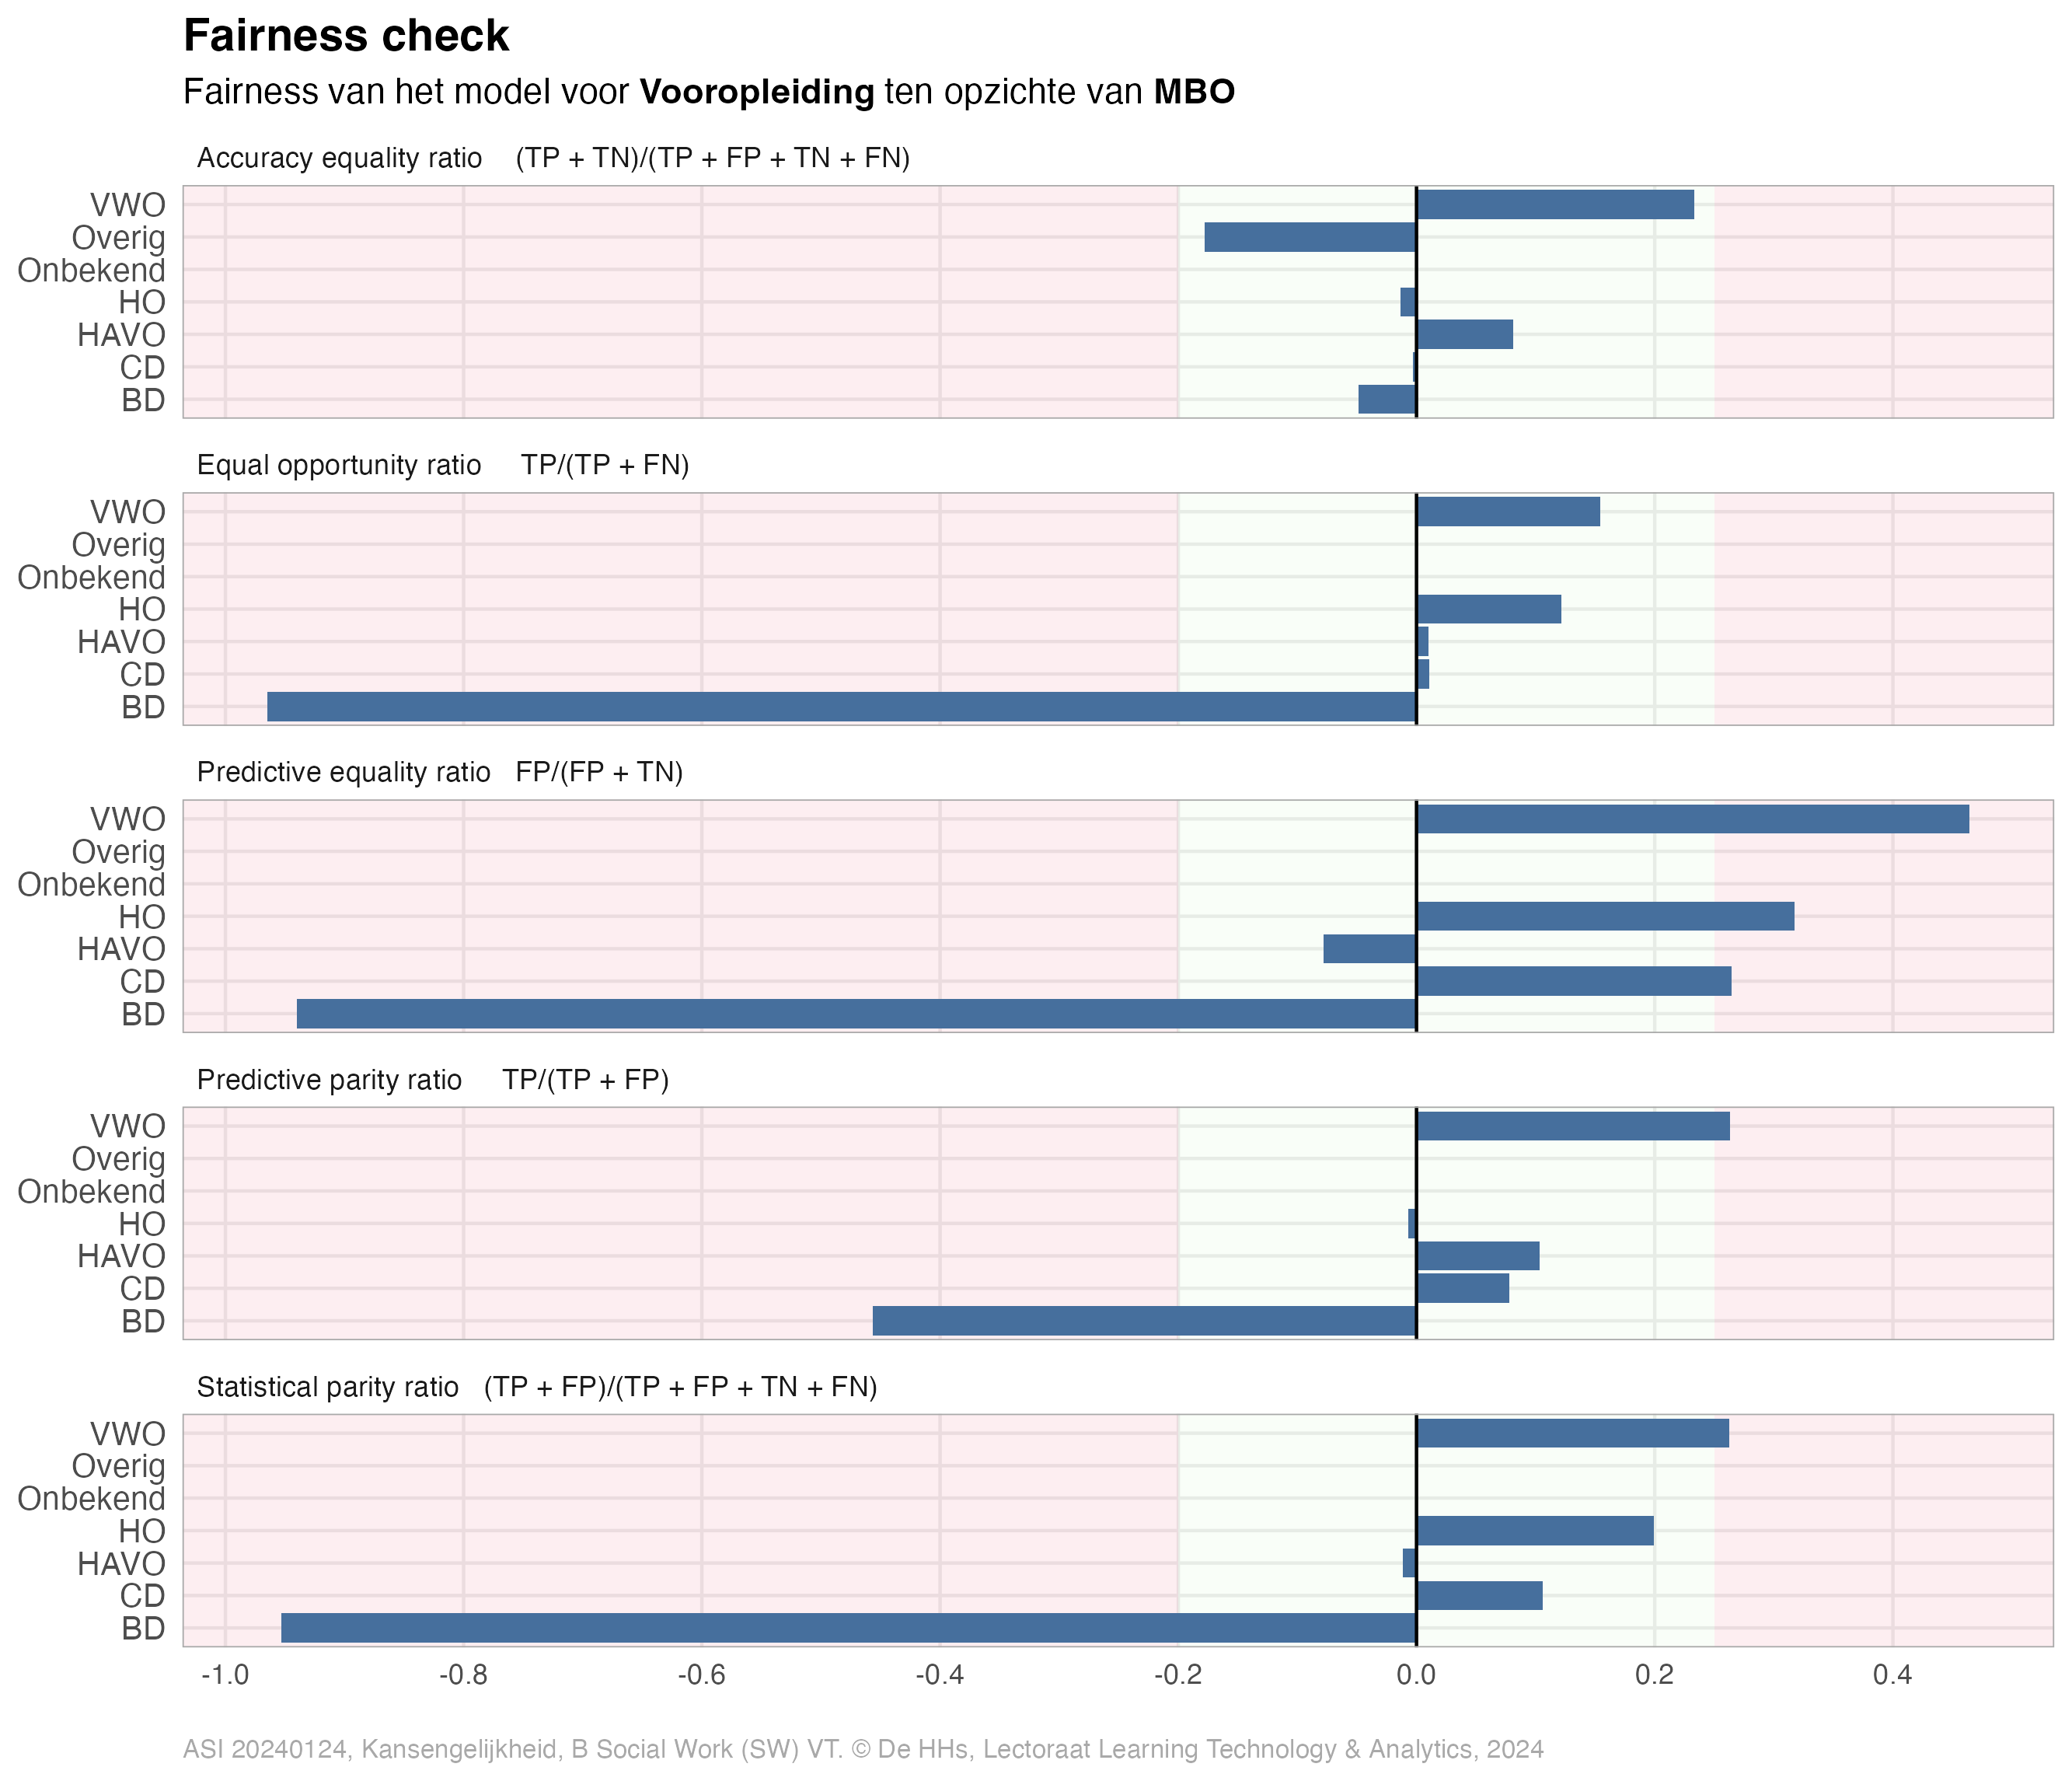 Fairness check
Fairness van het model voor Vooropleiding ten opzichte van MBO
Accuracy equality ratio (TP + TN)/(TP + FP + TN + FN)
VWO
Overig
Onbekend
HO
HAVO
CD
BD
Equal opportunity ratio TP/(TP + FN)
VWO
Overig
Onbekend
HO
HAVO
CD
BD
Predictive equality ratio FP/(FP + TN)
VWO
Overig
Onbekend
HO
HAVO
CD
BD
Predictive parity ratio TP/(TP + FP)
VWO
Overig
Onbekend
HO
HAVO
CD
BD
Statistical parity ratio (TP + FP)/(TP + FP + TN + FN)
VWO
Overig
Onbekend
HO
HAVO
CD
BD
-1.0 -0.8 -0.6 -0.4 -0.2 0.0 0.2 0.4
ASI 20240124, Kansengelijkheid, B Social Work (SW) VT. © De HHs, Lectoraat Learning Technology & Analytics, 2024